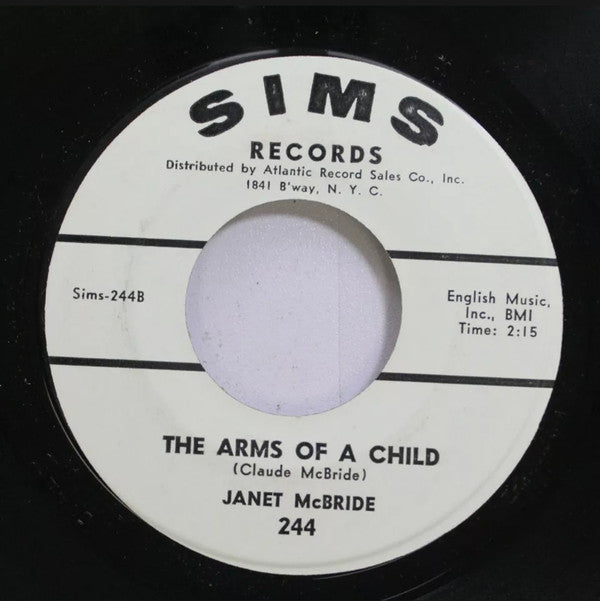 SIMS
RECORDS
Distributed by Atlantic Record Sales Co., Inc.
1841 B'way, N. Y. C.
Sims-244B
English Music,
Inc., BMI
Time: 2:15
THE ARMS OF A CHILD
(Claude McBride)
JANET McBRIDE
244